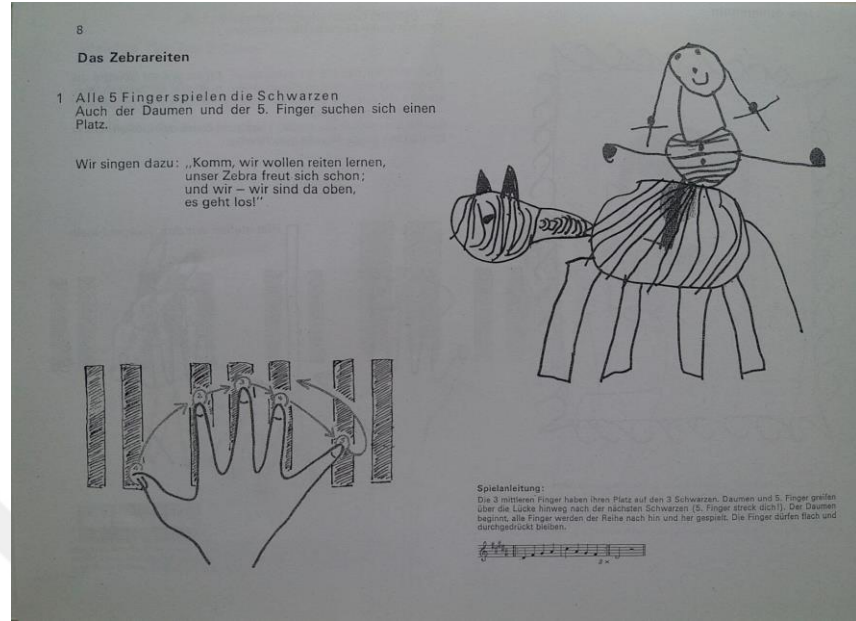 8
Das Zebrareiten
1 Alle 5 Finger spielen die Schwarzen
Auch der Daumen und der 5. Finger suchen sich einen
Platz.
Wir singen dazu: „Komm, wir wollen reiten lernen,
unser Zebra freut sich schon;
und wir – wir sind da oben,
es geht los!“
Spielanleitung:
Die 3 mittleren Finger haben ihren Platz auf den 3 Schwarzen. Daumen und 5. Finger greifen
über die Lücke hinweg nach der nächsten Schwarzen (5. Finger streck dich!). Der Daumen
beginnt, alle Finger werden der Reihe nach hin und her gespielt. Die Finger dürfen flach und
durchgedrückt bleiben.
2×